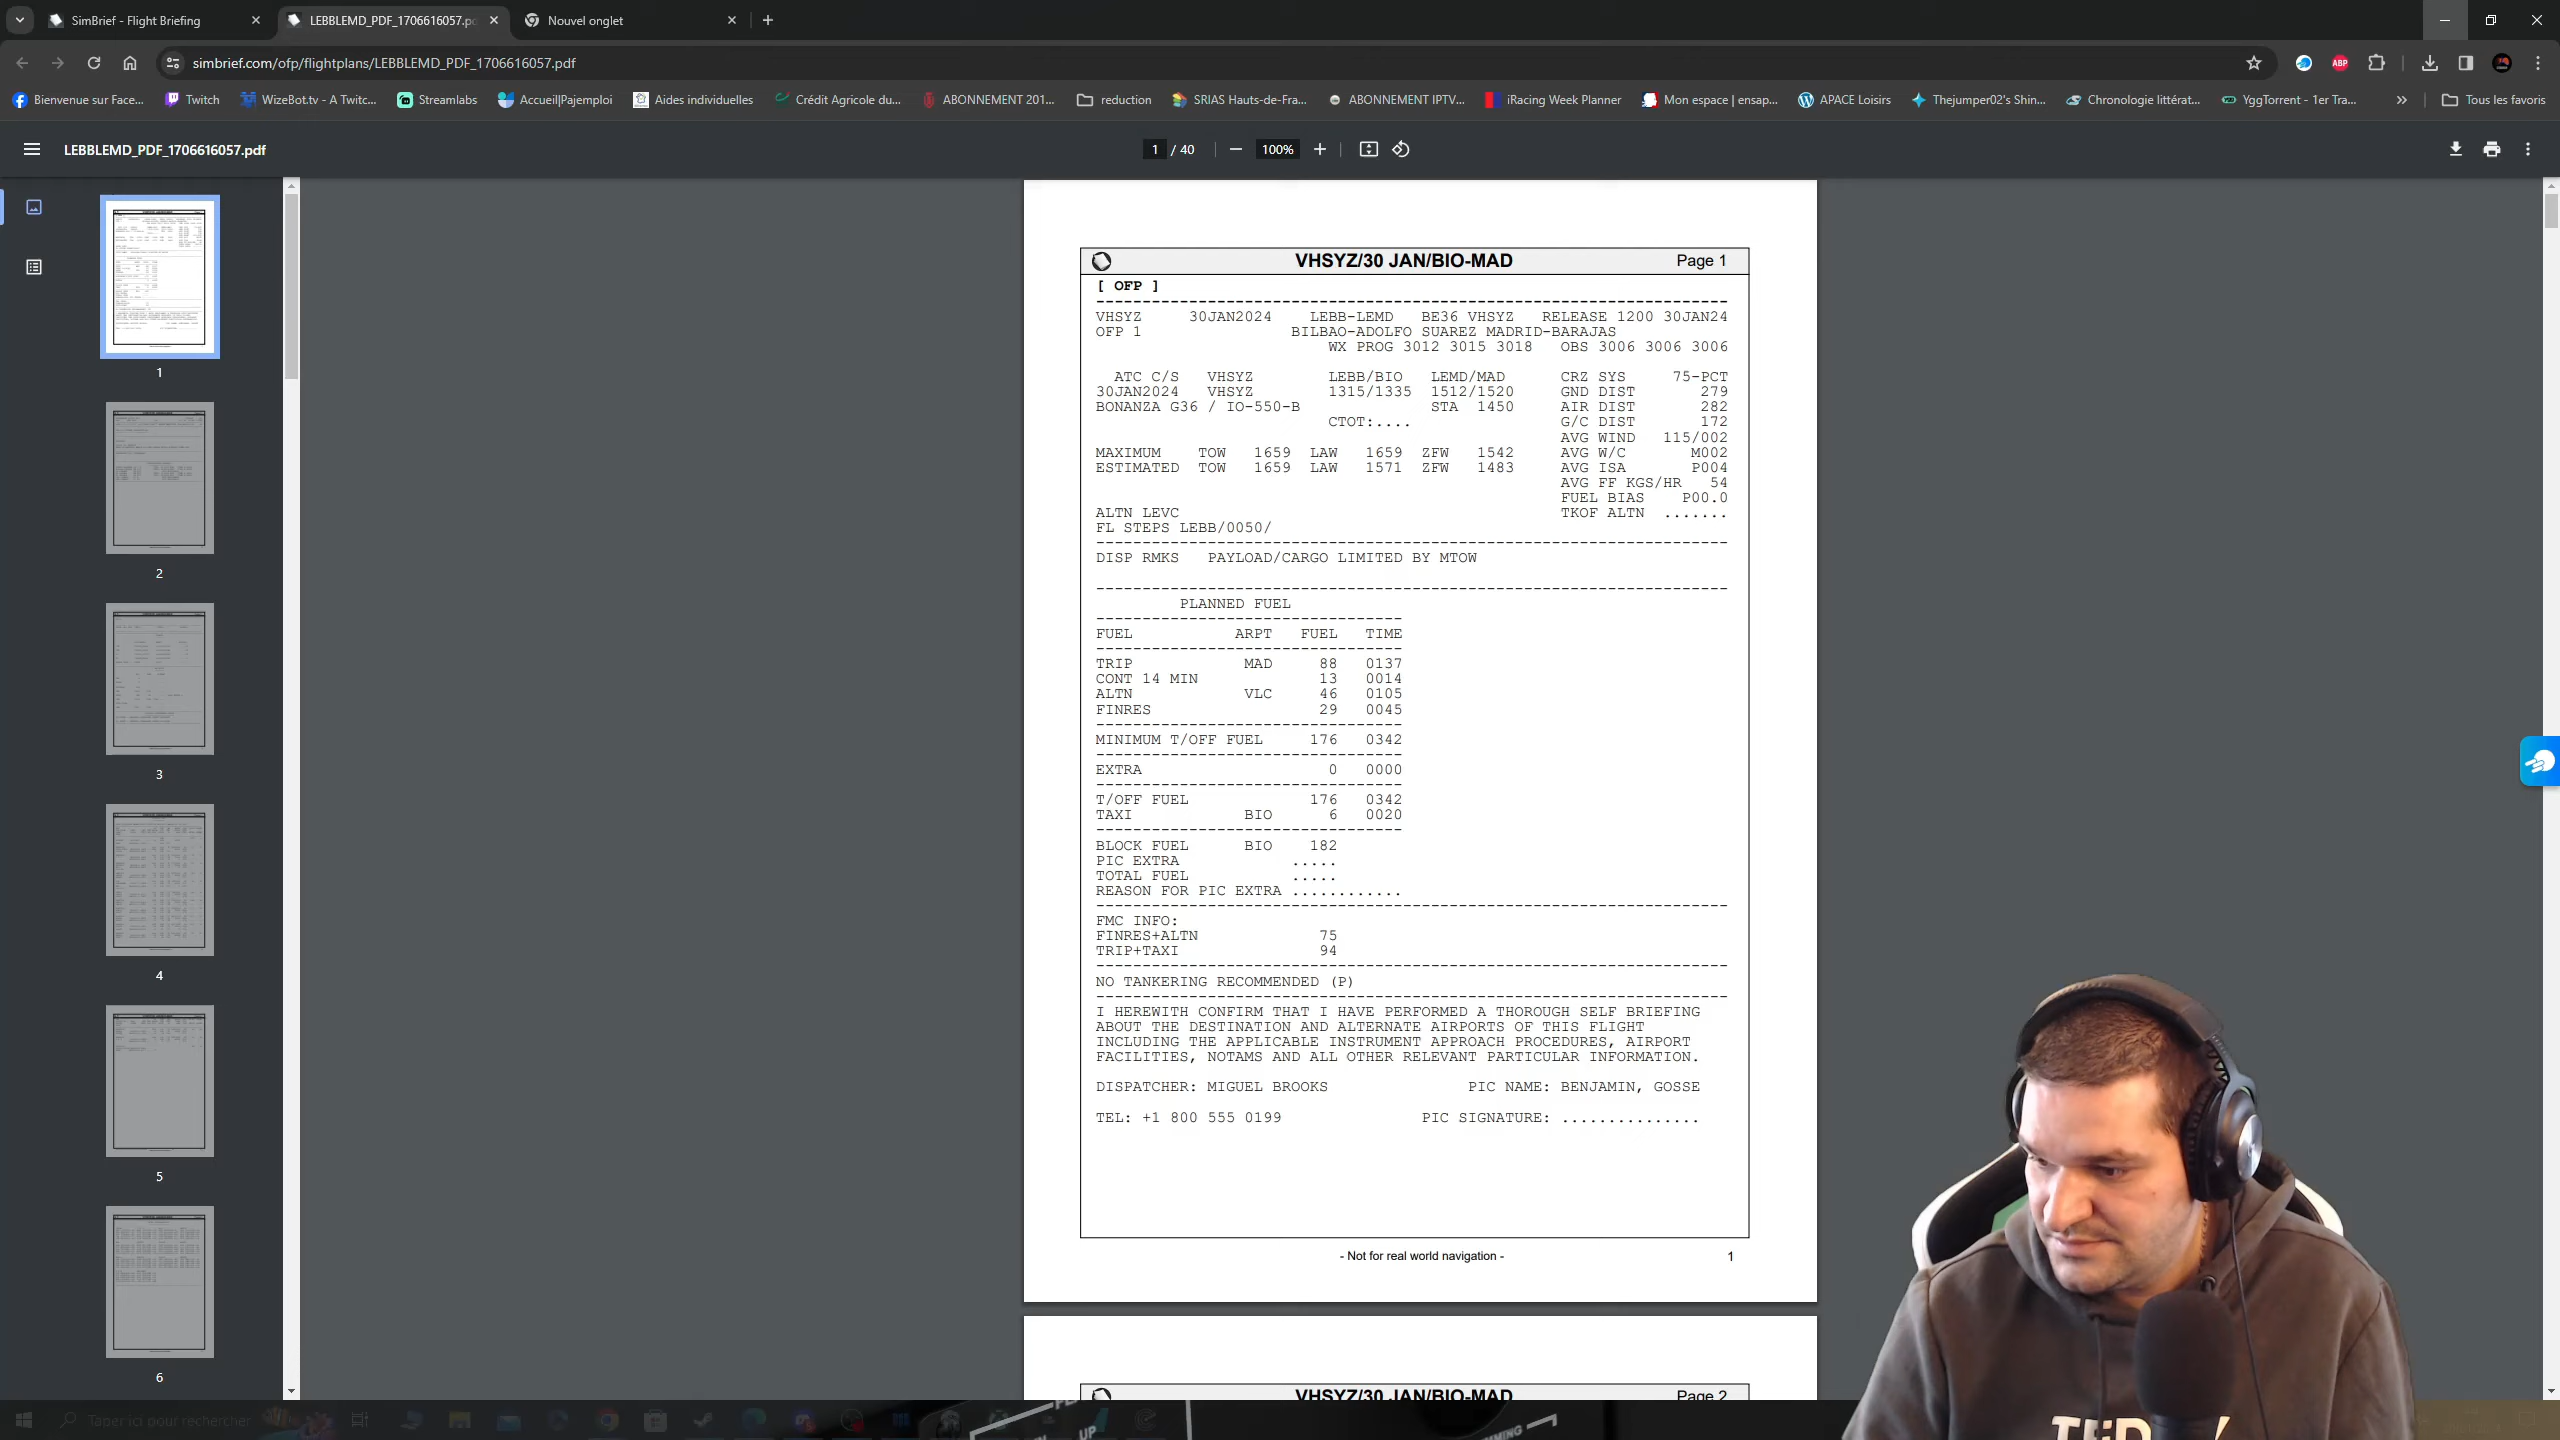 SimBrief - Flight Briefing
LEBBLEMD_PDF_1706616057.pd
Nouvel onglet
simbrief.com/ofp/flightplans/LEBBLEMD_PDF_1706616057.pdf
ABP
Bienvenue sur Face... Twitch WizeBot.tv - A Twitc... Streamlabs Accueil|Pajemploi Aides individuelles Crédit Agricole du... ABONNEMENT 201... reduction SRIAS Hauts-de-Fra... ABONNEMENT IPTV... iRacing Week Planner Mon espace | ensap... APACE Loisirs Thejumper02's Shin... Chronologie littérat... YggTorrent - 1er Tra... » Tous les favoris
LEBBLEMD_PDF_1706616057.pdf
1 / 40 100%
1
2
3
4
5
6
VHSYZ/30 JAN/BIO-MAD Page 1
[ OFP ]
VHSYZ 30JAN2024 LEBB-LEMD BE36 VHSYZ RELEASE 1200 30JAN24
OFP 1 BILBAO-ADOLFO SUAREZ MADRID-BARAJAS
WX PROG 3012 3015 3018 OBS 3006 3006 3006
ATC C/S VHSYZ LEBB/BIO LEMD/MAD CRZ SYS 75-PCT
30JAN2024 VHSYZ 1315/1335 1512/1520 GND DIST 279
BONANZA G36 / IO-550-B STA 1450 AIR DIST 282
CTOT:.... G/C DIST 172
AVG WIND 115/002
MAXIMUM TOW 1659 LAW 1659 ZFW 1542 AVG W/C M002
ESTIMATED TOW 1659 LAW 1571 ZFW 1483 AVG ISA P004
AVG FF KGS/HR 54
FUEL BIAS P00.0
ALTN LEVC TKOF ALTN .......
FL STEPS LEBB/0050/
DISP RMKS PAYLOAD/CARGO LIMITED BY MTOW
PLANNED FUEL
FUEL ARPT FUEL TIME
TRIP MAD 88 0137
CONT 14 MIN 13 0014
ALTN VLC 46 0105
FINRES 29 0045
MINIMUM T/OFF FUEL 176 0342
EXTRA 0 0000
T/OFF FUEL 176 0342
TAXI BIO 6 0020
BLOCK FUEL BIO 182
PIC EXTRA .....
TOTAL FUEL .....
REASON FOR PIC EXTRA ............
FMC INFO:
FINRES+ALTN 75
TRIP+TAXI 94
NO TANKERING RECOMMENDED (P)
I HEREWITH CONFIRM THAT I HAVE PERFORMED A THOROUGH SELF BRIEFING
ABOUT THE DESTINATION AND ALTERNATE AIRPORTS OF THIS FLIGHT
INCLUDING THE APPLICABLE INSTRUMENT APPROACH PROCEDURES, AIRPORT
FACILITIES, NOTAMS AND ALL OTHER RELEVANT PARTICULAR INFORMATION.
DISPATCHER: MIGUEL BROOKS PIC NAME: BENJAMIN, GOSSE
TEL: +1 800 555 0199 PIC SIGNATURE: ...............
- Not for real world navigation - 1
VHSYZ/30 JAN/BIO-MAD Page 2
Taper ici pour rechercher
UP